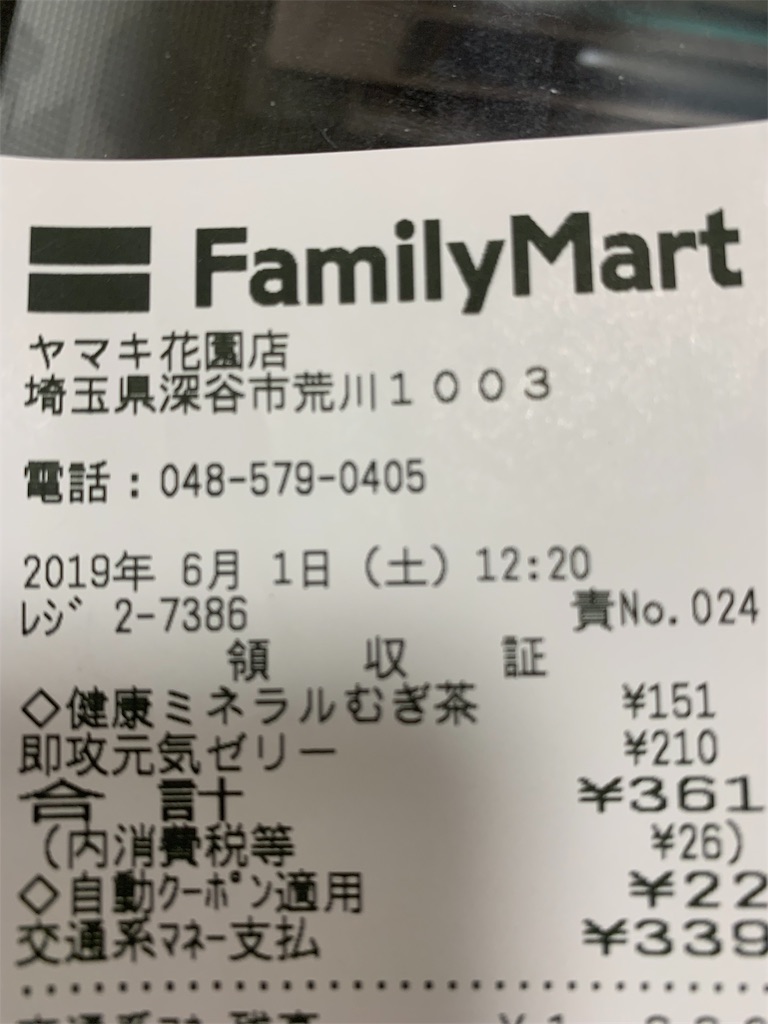 FamilyMart
ヤマキ花園店
埼玉県深谷市荒川1003
電話:048-579-0405
2019年 6月 1日(土) 12:20
レジ 2-7386 責No.024
領 収 証
◇健康ミネラルむぎ茶 ¥151
即攻元気ゼリー ¥210
合 計 ¥361
(内消費税等 ¥26)
◇自動クーポン適用 ¥22
交通系マネー支払 ¥339